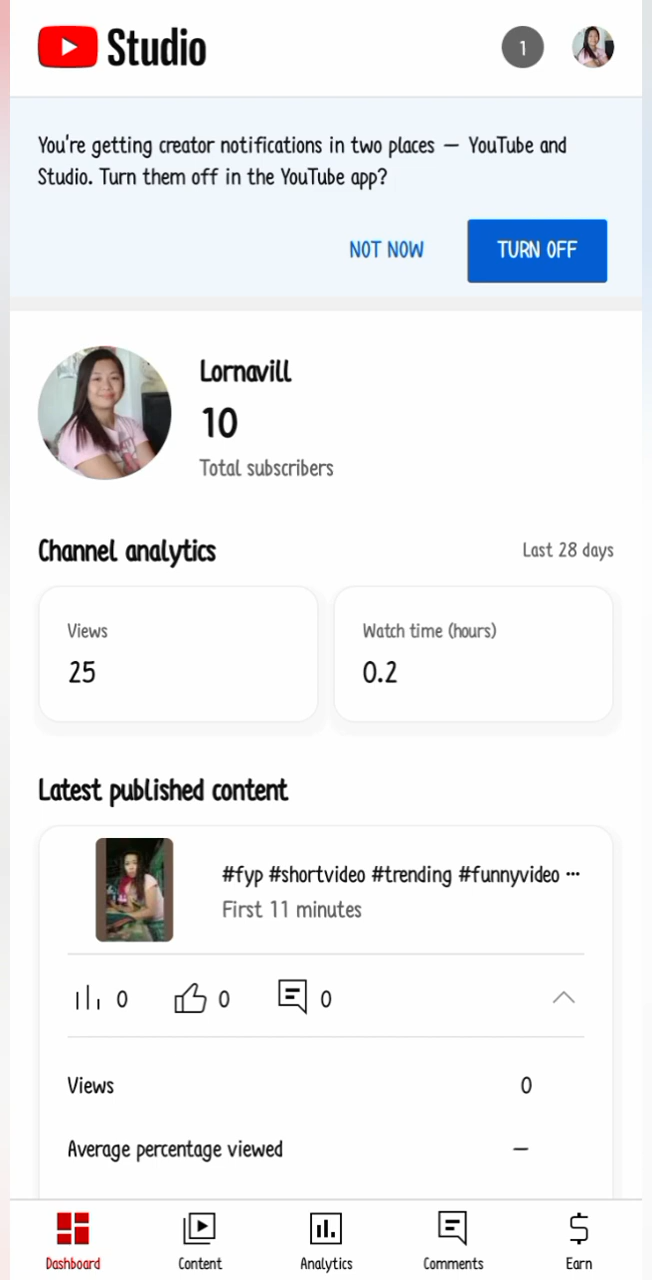 Studio
1
You're getting creator notifications in two places — YouTube and
Studio. Turn them off in the YouTube app?
NOT NOW
TURN OFF
Lornavill
10
Total subscribers
Channel analytics
Last 28 days
Views
Watch time (hours)
25
0.2
Latest published content
#fyp #shortvideo #trending #funnyvideo ...
First 11 minutes
0 0 0
Views 0
Average percentage viewed —
Dashboard Content Analytics Comments Earn